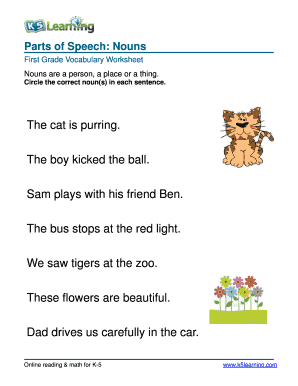 K5 Learning
Parts of Speech: Nouns
First Grade Vocabulary Worksheet
Nouns are a person, a place or a thing.
Circle the correct noun(s) in each sentence.
The cat is purring.
The boy kicked the ball.
Sam plays with his friend Ben.
The bus stops at the red light.
We saw tigers at the zoo.
These flowers are beautiful.
Dad drives us carefully in the car.
Online reading & math for K-5
www.k5learning.com